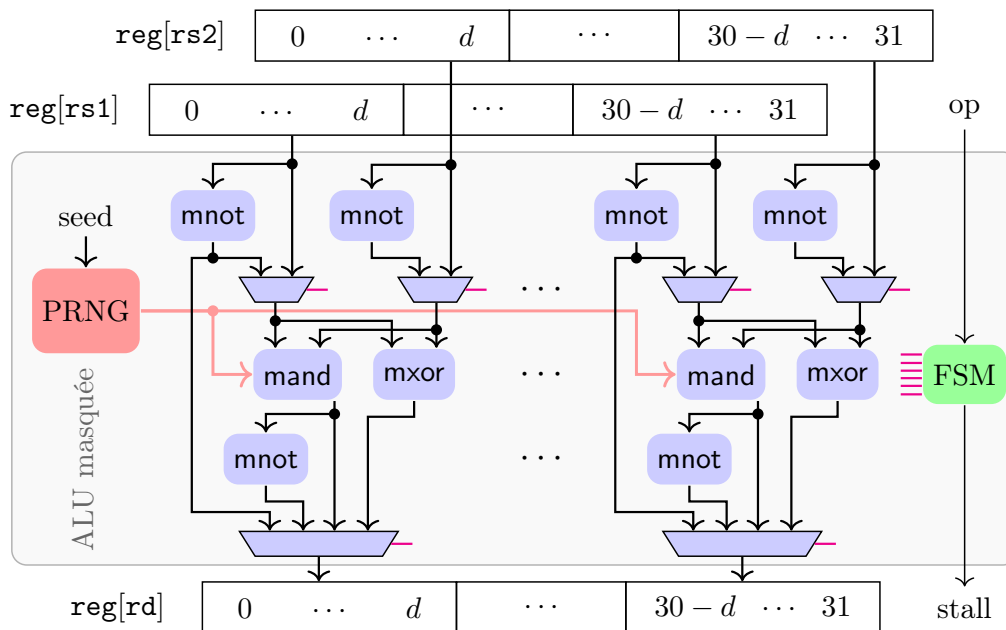 reg[rs2] 0 ⋯ d ⋯ 30 − d ⋯ 31
reg[rs1] 0 ⋯ d ⋯ 30 − d ⋯ 31
op
mnot mnot mnot mnot
seed
PRNG
⋯
mand mxor ⋯ mand mxor FSM
ALU masquée
mnot ⋯ mnot
reg[rd] 0 ⋯ d ⋯ 30 − d ⋯ 31
stall